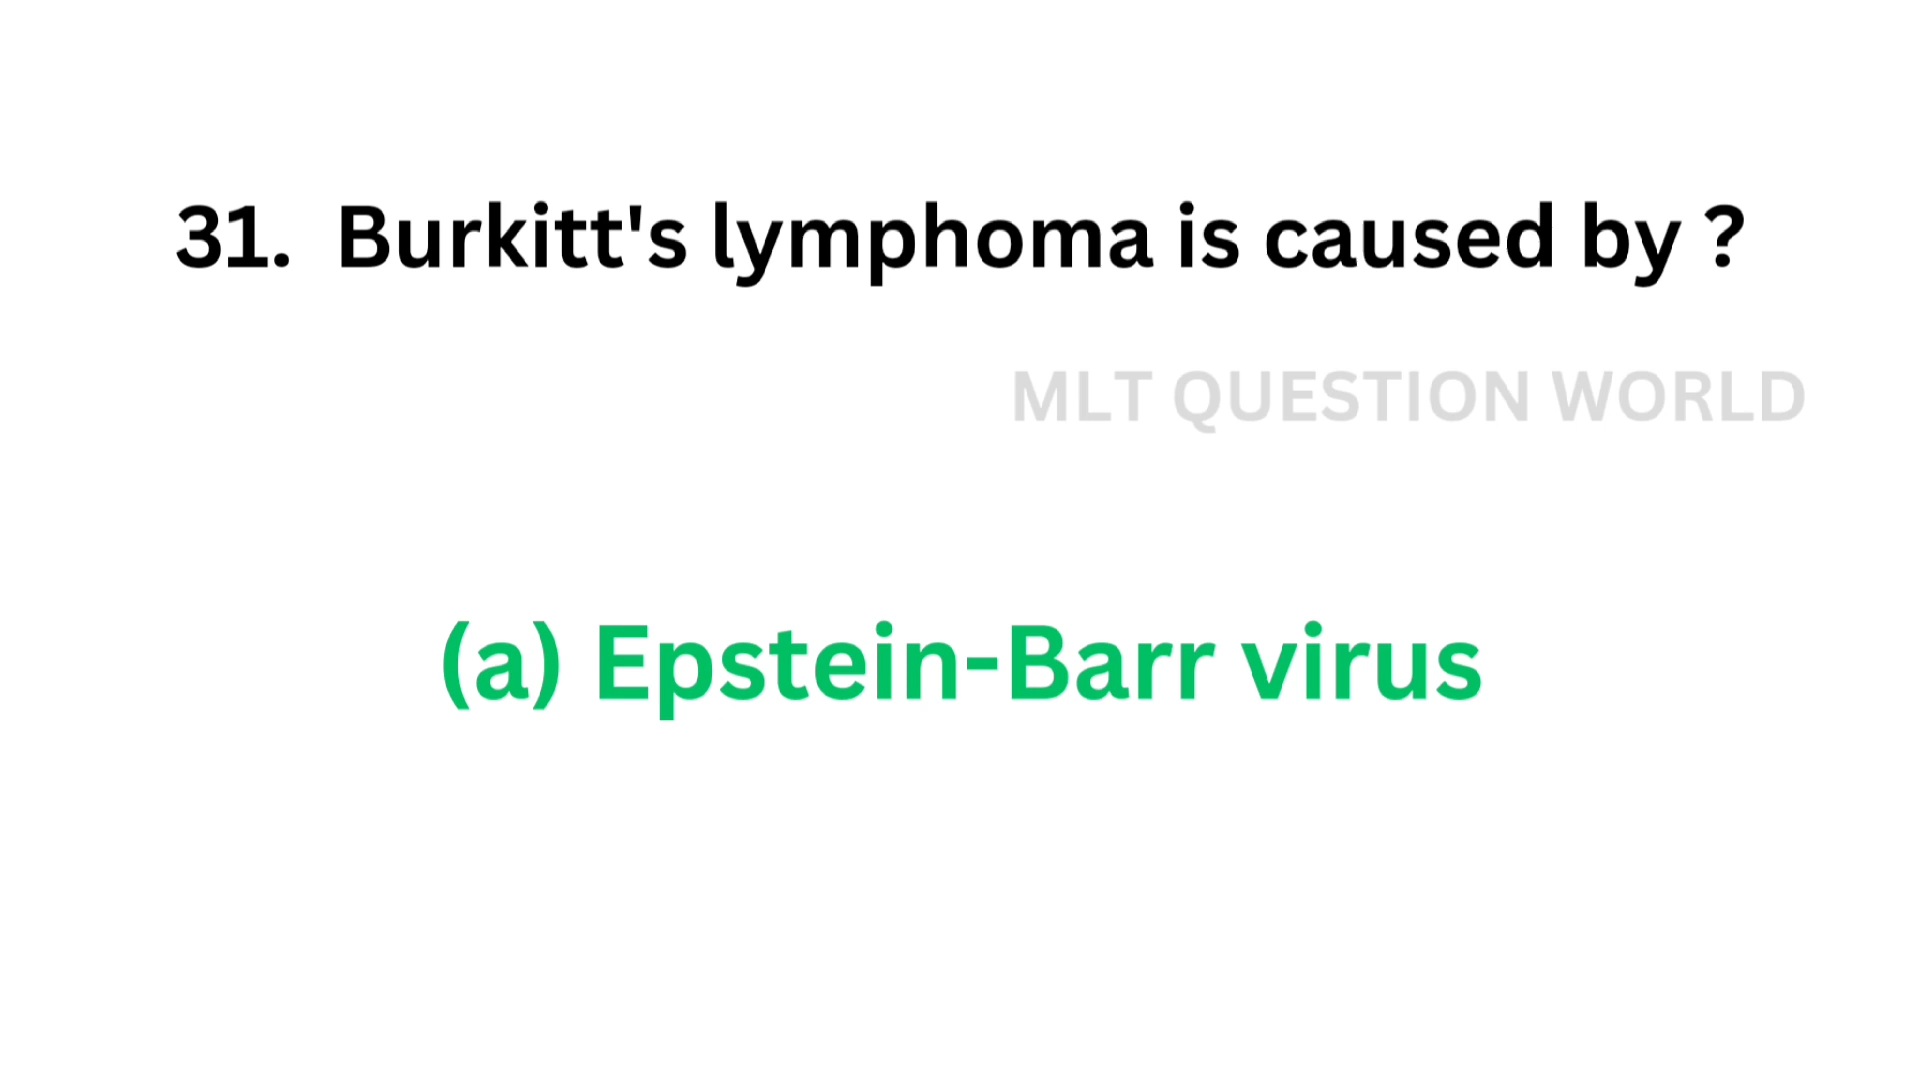 31. Burkitt's lymphoma is caused by ?
MLT QUESTION WORLD
(a) Epstein-Barr virus